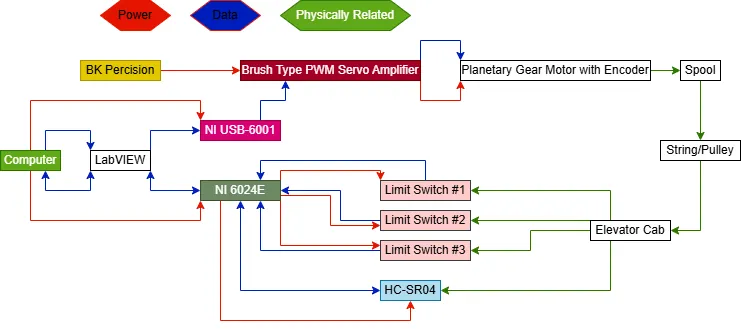 Power
Data
Physically Related
BK Percision
Brush Type PWM Servo Amplifier
Planetary Gear Motor with Encoder
Spool
NI USB-6001
String/Pulley
Computer
LabVIEW
NI 6024E
Limit Switch #1
Limit Switch #2
Elevator Cab
Limit Switch #3
HC-SR04